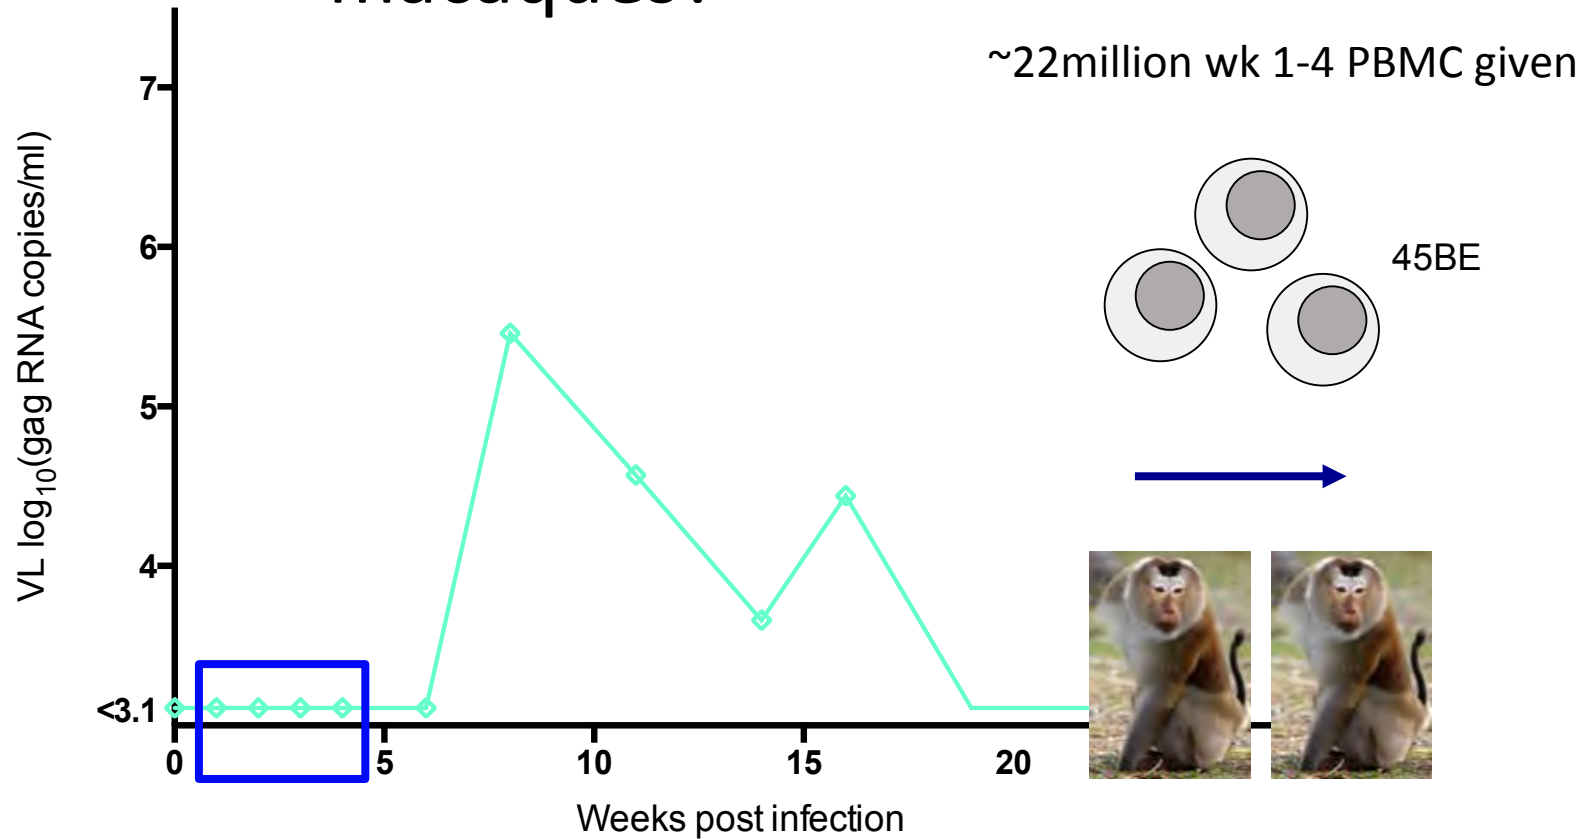 ~22million wk 1-4 PBMC given
45BE
VL log10(gag RNA copies/ml)
7
6
5
4
<3.1
0 5 10 15 20
Weeks post infection